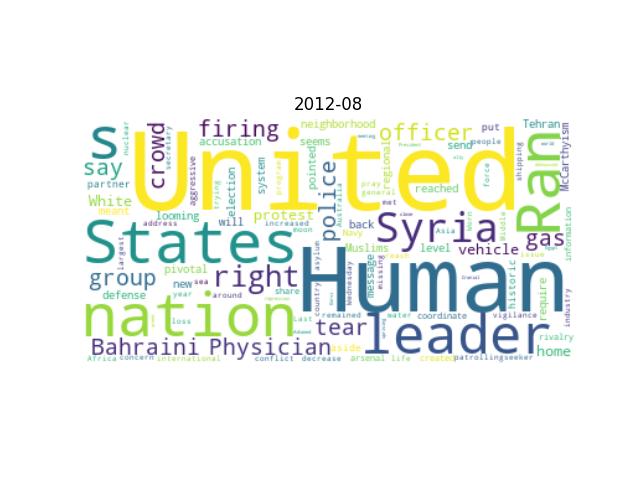 2012-08
United
Human
States
nation
leader
Ran
Syria
s
right
group
say
crowd
firing
officer
police
gas
tear
Bahraini Physician
home
vehicle
White
partner
nuclear
secretary
aggressive
accusation
neighborhood
seems
pointed
regional
send
put
people
Tehran
McCarthyism
shipping
force
reached
system
election
trying
program
protest
looming
meant
will
address
increased
moon
Australia
pray
general
met
back
Navy
Muslims
level
message
missing
Wednesday
asylum
country
pivotal
new
sea
around
year
defense
loss
share
largest
Last
remained
water
coordinate
vigilance
historic
require
issue
information
industry
rivalry
Asia
Middle
reach
world
President
Africa
concern
international
conflict
decrease
aside
arsenal
life
created
patrolling
seeker